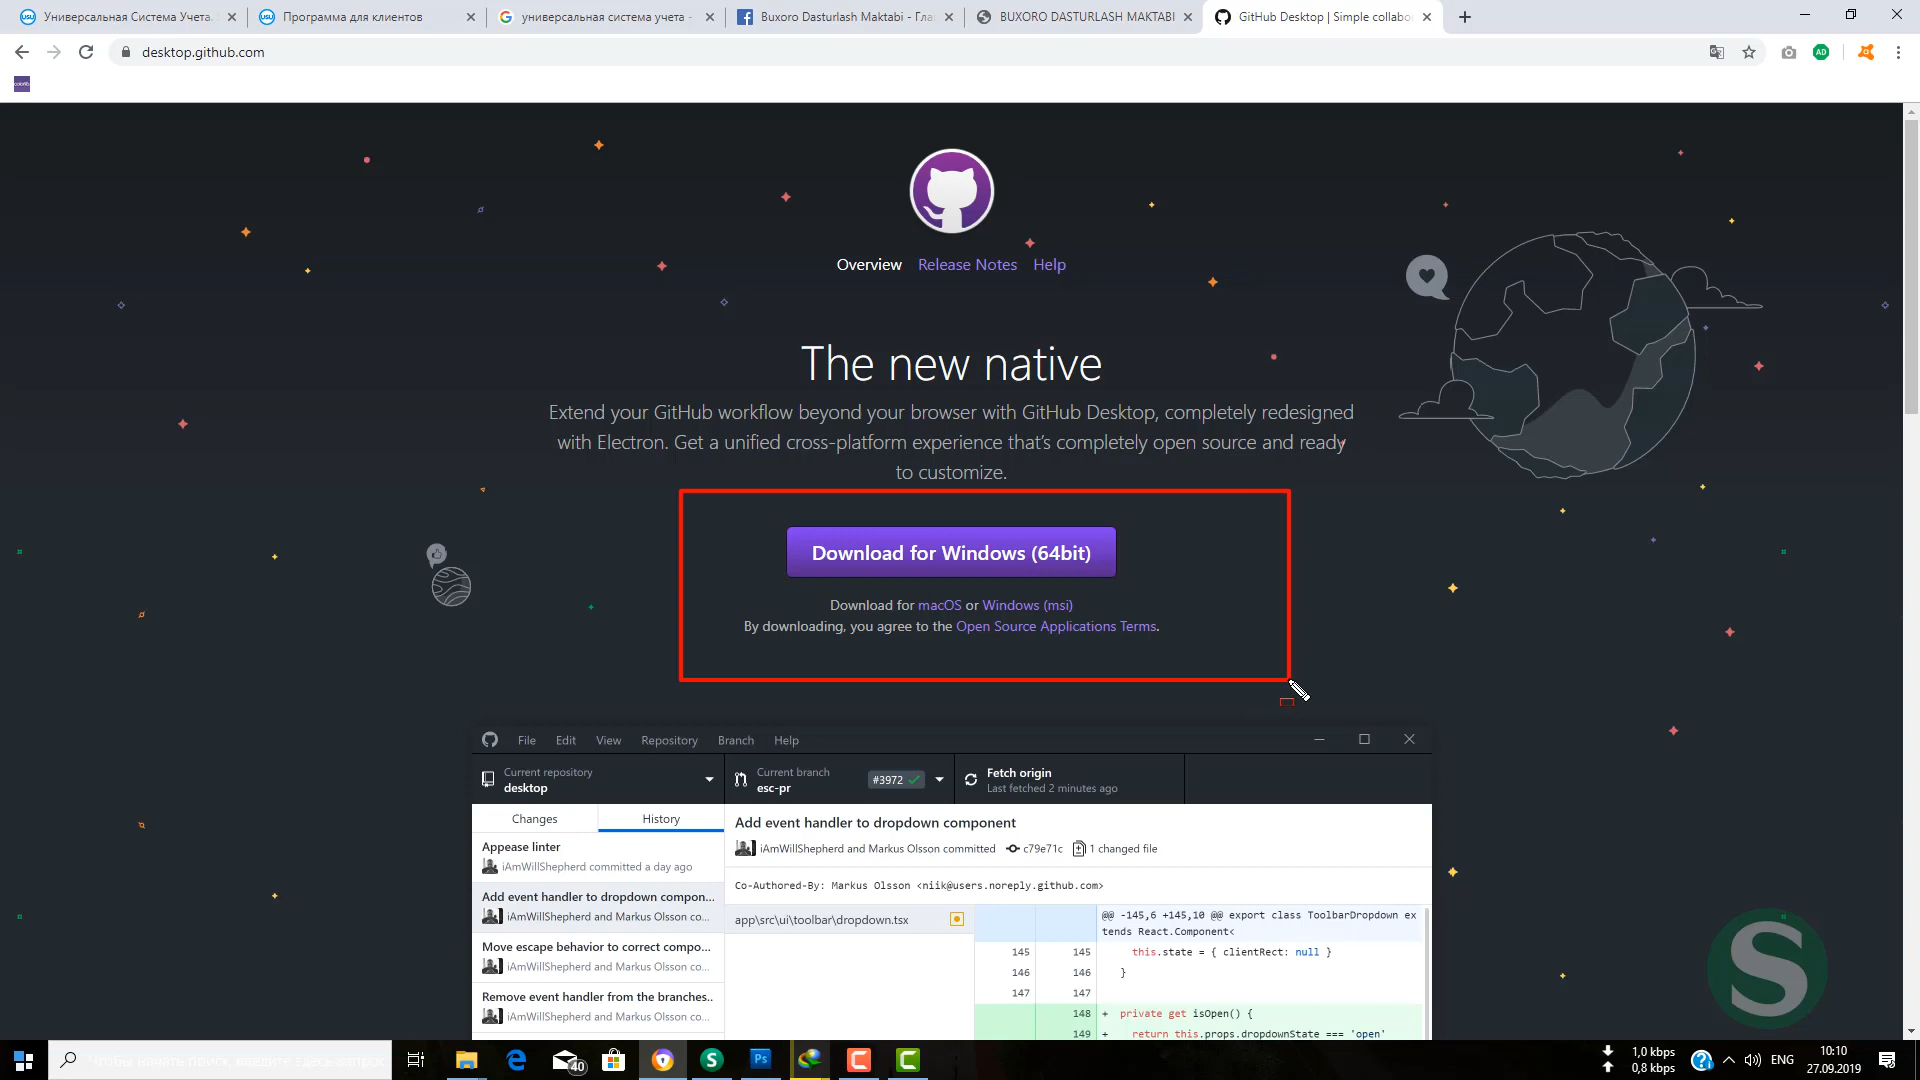 Универсальная Система Учета.
Программа для клиентов
универсальная система учета -
Buxoro Dasturlash Maktabi - Гла
BUXORO DASTURLASH MAKTABI
GitHub Desktop | Simple collabo
desktop.github.com
Overview Release Notes Help
The new native
Extend your GitHub workflow beyond your browser with GitHub Desktop, completely redesigned
with Electron. Get a unified cross-platform experience that's completely open source and ready
to customize.
Download for Windows (64bit)
Download for macOS or Windows (msi)
By downloading, you agree to the Open Source Applications Terms.
File Edit View Repository Branch Help
Current repository
desktop
Current branch
esc-pr
#3972
Fetch origin
Last fetched 2 minutes ago
Changes History
Appease linter
iAmWillShepherd committed a day ago
Add event handler to dropdown compon...
iAmWillShepherd and Markus Olsson co...
Move escape behavior to correct compo...
iAmWillShepherd and Markus Olsson co...
Remove event handler from the branches..
iAmWillShepherd and Markus Olsson co...
Add event handler to dropdown component
iAmWillShepherd and Markus Olsson committed c79e71c 1 changed file
Co-Authored-By: Markus Olsson <niik@users.noreply.github.com>
app\src\ui\toolbar\dropdown.tsx
@@ -145,6 +145,10 @@ export class ToolbarDropdown ex
tends React.Component<
145 145 this.state = { clientRect: null }
146 146 }
147 147
148 + private get isOpen() {
149 + return this.props.dropdownState === 'open'
S
Чтобы начать поиск, введите здесь запрос
40
S
Ps
C
C
1,0 kbps
0,8 kbps
ENG
10:10
27.09.2019